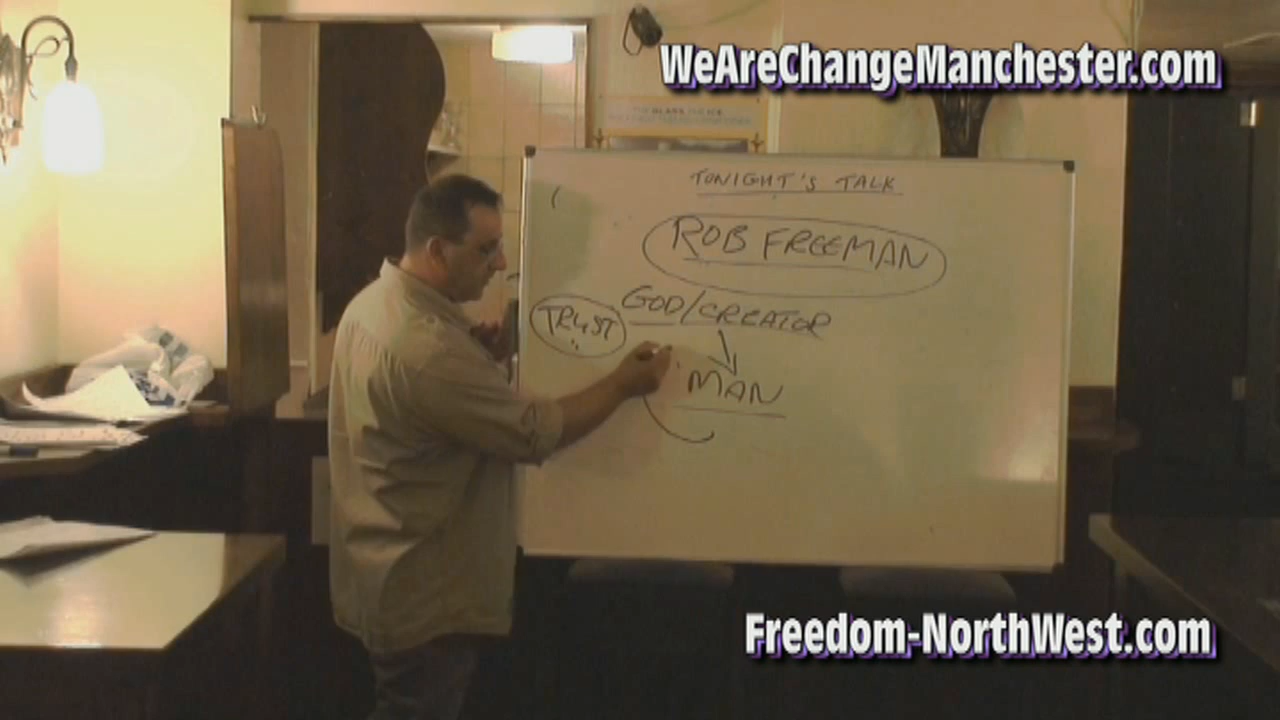 WeAreChangeManchester.com
TONIGHT'S TALK
ROB FREEMAN
GOD/CREATOR
TRUST
MAN
Freedom-NorthWest.com